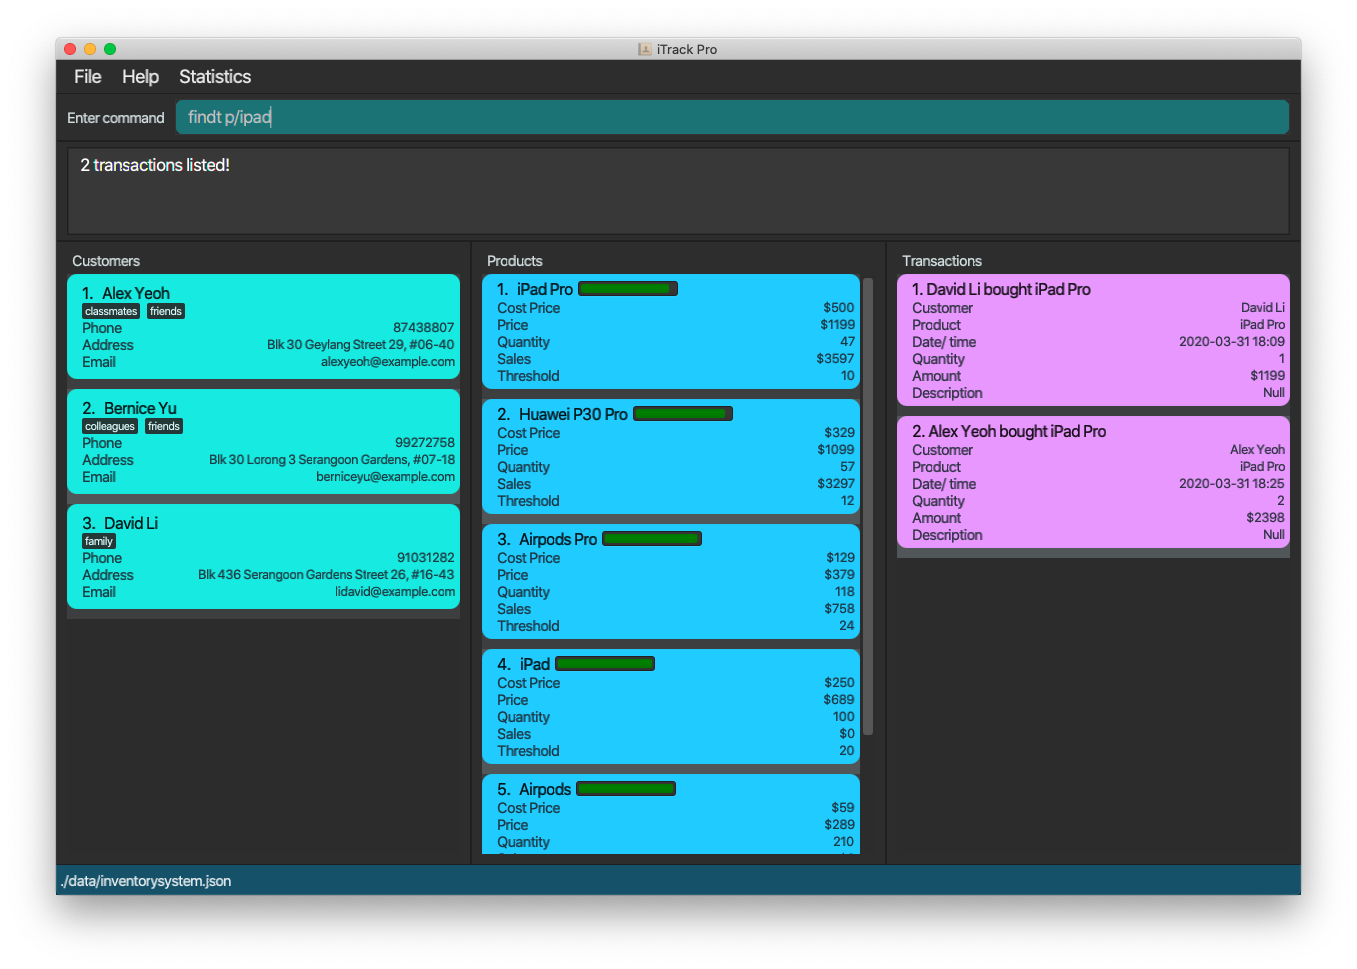 iTrack Pro
File Help Statistics
Enter command findt p/ipad
2 transactions listed!
Customers
1. Alex Yeoh
classmates friends
Phone 87438807
Address Blk 30 Geylang Street 29, #06-40
Email alexyeoh@example.com
2. Bernice Yu
colleagues friends
Phone 99272758
Address Blk 30 Lorong 3 Serangoon Gardens, #07-18
Email berniceyu@example.com
3. David Li
family
Phone 91031282
Address Blk 436 Serangoon Gardens Street 26, #16-43
Email lidavid@example.com
Products
1. iPad Pro
Cost Price $500
Price $1199
Quantity 47
Sales $3597
Threshold 10
2. Huawei P30 Pro
Cost Price $329
Price $1099
Quantity 57
Sales $3297
Threshold 12
3. Airpods Pro
Cost Price $129
Price $379
Quantity 118
Sales $758
Threshold 24
4. iPad
Cost Price $250
Price $689
Quantity 100
Sales $0
Threshold 20
5. Airpods
Cost Price $59
Price $289
Quantity 210
Transactions
1. David Li bought iPad Pro
Customer David Li
Product iPad Pro
Date/ time 2020-03-31 18:09
Quantity 1
Amount $1199
Description Null
2. Alex Yeoh bought iPad Pro
Customer Alex Yeoh
Product iPad Pro
Date/ time 2020-03-31 18:25
Quantity 2
Amount $2398
Description Null
./data/inventorysystem.json